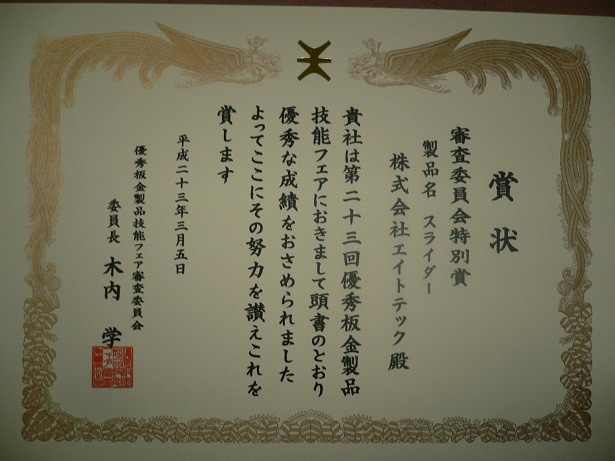 賞状
審査委員会特別賞
製品名 スライダー
株式会社エイトテック 殿
貴社は第二十三回優秀板金製品
技能フェアにおきまして頭書のとおり
優秀な成績をおさめられました
よってここにその努力を讃えこれを
賞します
平成二十三年三月五日
優秀板金製品技能フェア審査委員会
委員長 木内 学